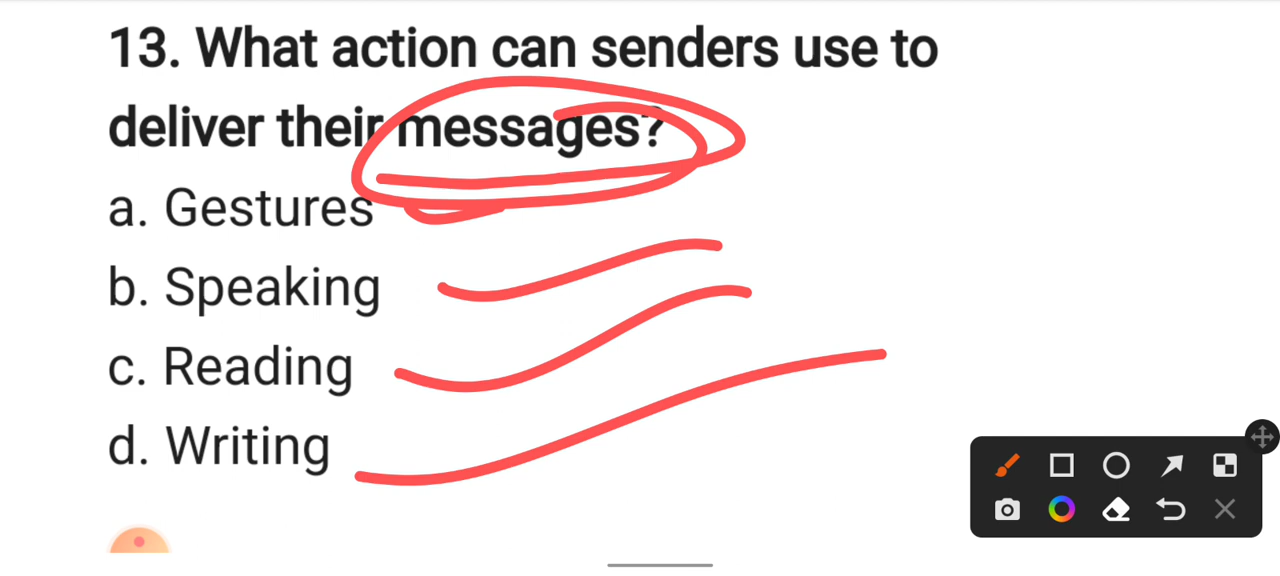 13. What action can senders use to
deliver their messages?
a. Gestures
b. Speaking
c. Reading
d. Writing